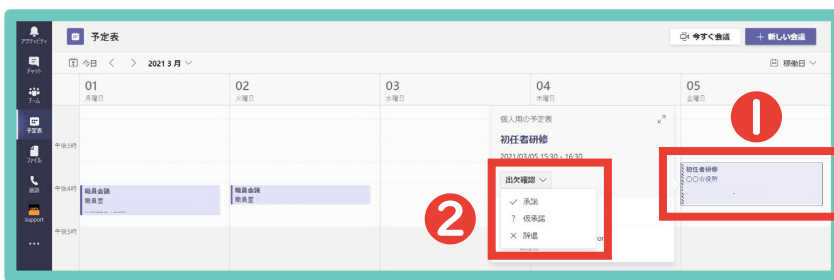 アクティビティ
チャット
チーム
予定表
ファイル
通話
Support
予定表
今すぐ会議
+ 新しい会議
今日
2021 3 月
稼働日
01
月曜日
02
火曜日
03
水曜日
04
木曜日
05
金曜日
午後3時
午後4時
午後5時
職員会議
職員室
職員会議
職員室
個人用の予定表
初任者研修
2021/03/05 15:30 - 16:30
出欠確認
承諾
? 仮承諾
辞退
初任者研修
〇〇市役所
1
2